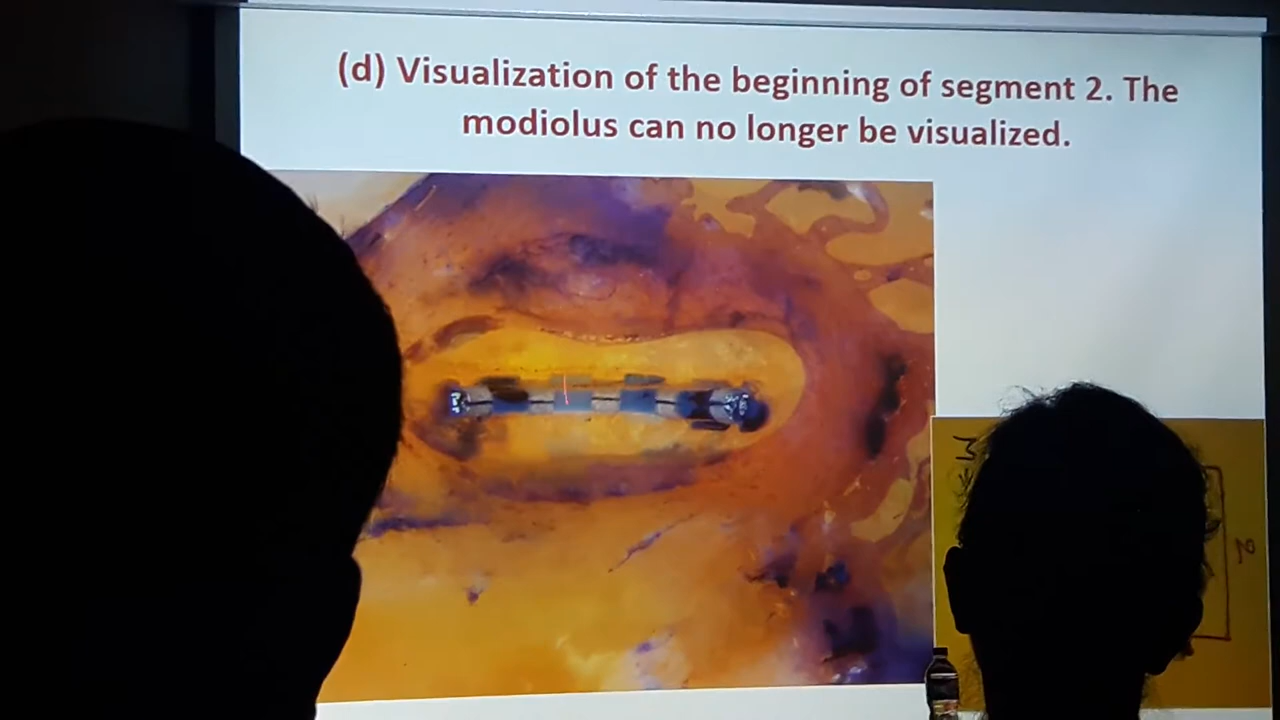 (d) Visualization of the beginning of segment 2. The
modiolus can no longer be visualized.